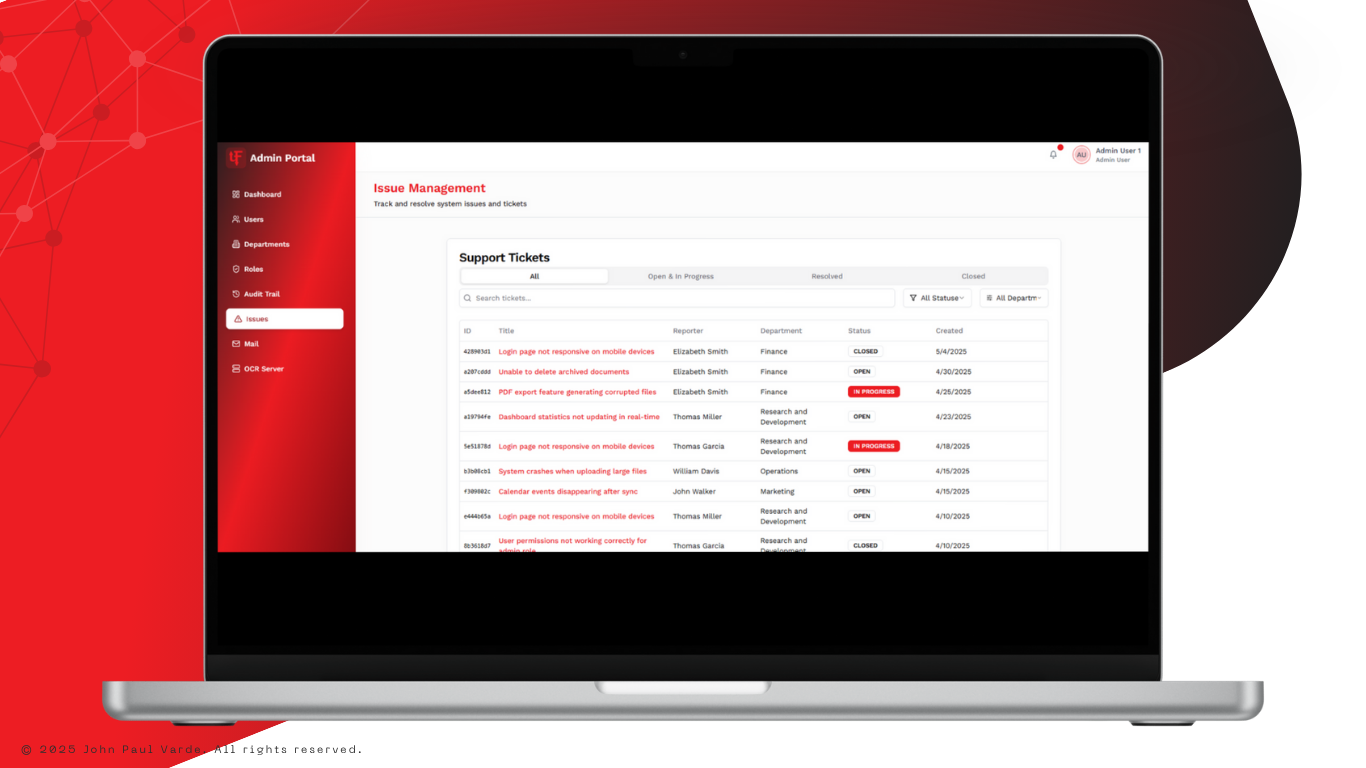 tF Admin Portal
Admin User 1
AU
Admin User
Dashboard
Users
Departments
Roles
Audit Trail
Issues
Mail
OCR Server
Issue Management
Track and resolve system issues and tickets
Support Tickets
All Open & In Progress Resolved Closed
Search tickets... All Statuse All Departm
ID Title Reporter Department Status Created
Login page not responsive on mobile devices Elizabeth Smith Finance CLOSED 5/4/2025
Unable to delete archived documents Elizabeth Smith Finance OPEN 4/30/2025
a5dee812 PDF export feature generating corrupted files Elizabeth Smith Finance IN PROGRESS 4/25/2025
a19794fe Dashboard statistics not updating in real-time Thomas Miller Research and Development OPEN 4/23/2025
5e51878d Login page not responsive on mobile devices Thomas Garcia Research and Development IN PROGRESS 4/18/2025
System crashes when uploading large files William Davis Operations OPEN 4/15/2025
Calendar events disappearing after sync John Walker Marketing OPEN 4/15/2025
Login page not responsive on mobile devices Thomas Miller Research and Development OPEN 4/10/2025
User permissions not working correctly for admin role Thomas Garcia Research and Development CLOSED 4/10/2025
© 2025 John Paul Varde. All rights reserved.